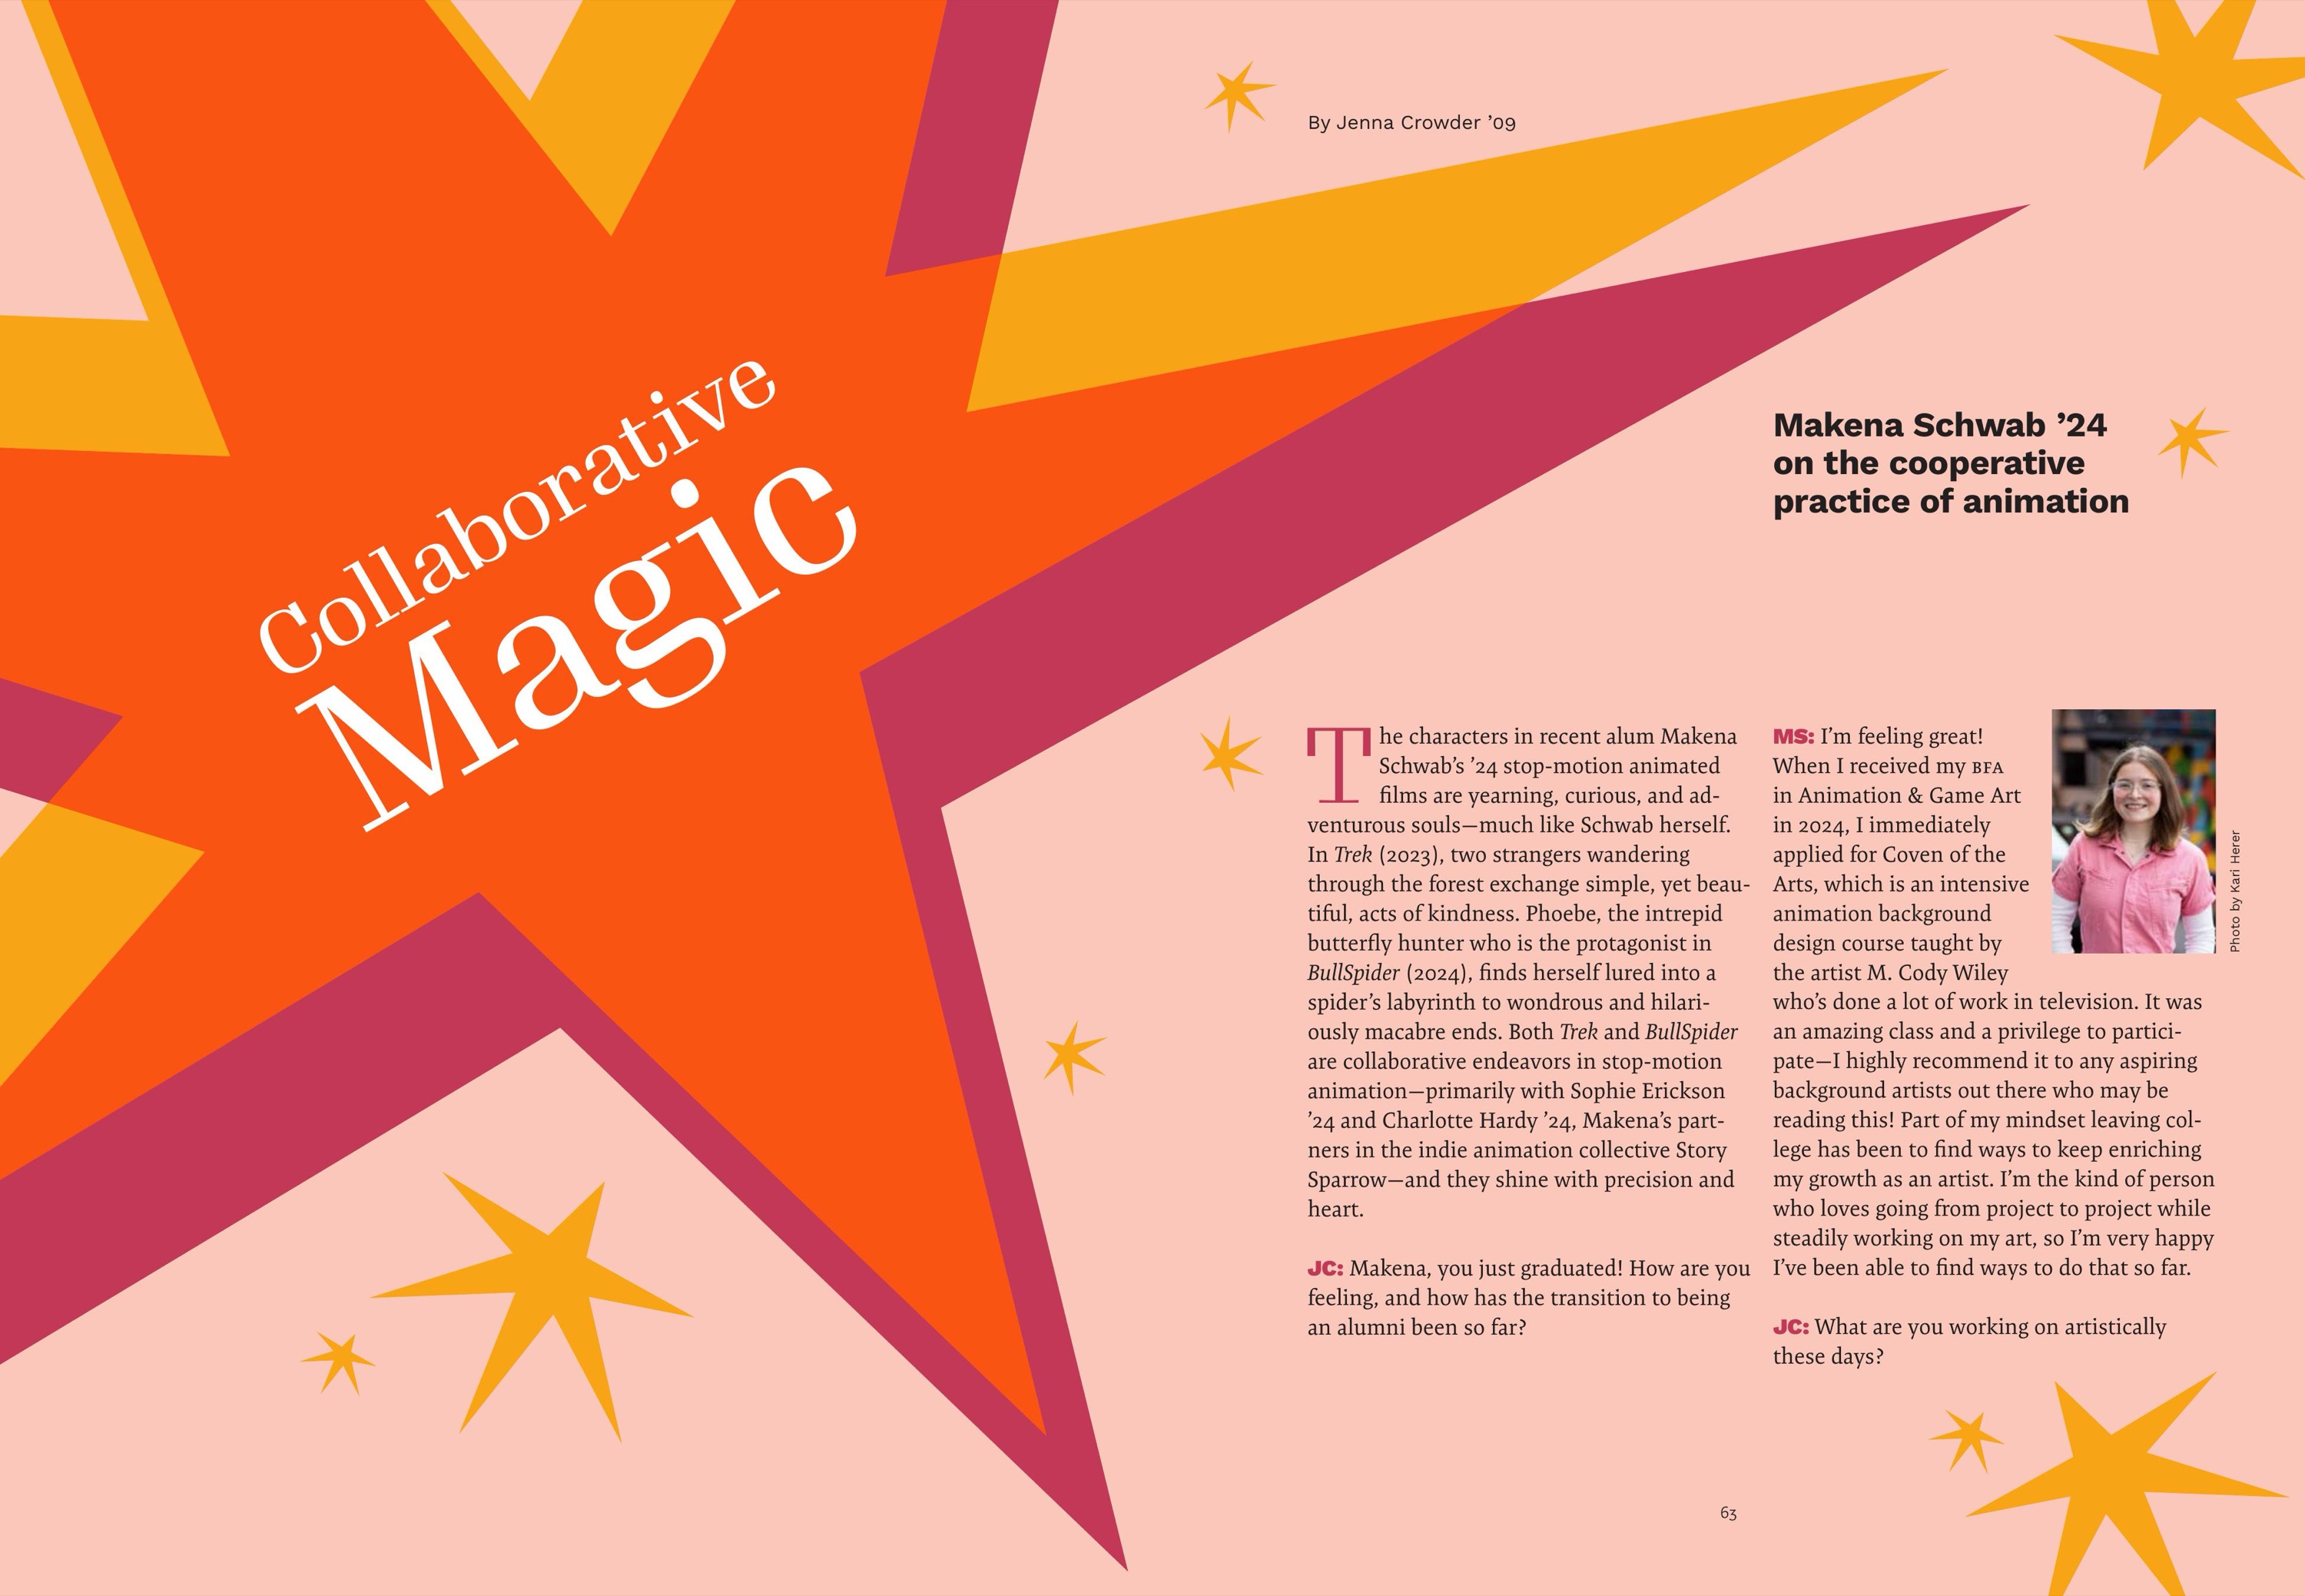 Collaborative
Magic
By Jenna Crowder ’09
Makena Schwab ’24
on the cooperative
practice of animation
The characters in recent alum Makena
Schwab’s ’24 stop-motion animated
films are yearning, curious, and ad-
venturous souls—much like Schwab herself.
In Trek (2023), two strangers wandering
through the forest exchange simple, yet beau-
tiful, acts of kindness. Phoebe, the intrepid
butterfly hunter who is the protagonist in
BullSpider (2024), finds herself lured into a
spider’s labyrinth to wondrous and hilari-
ously macabre ends. Both Trek and BullSpider
are collaborative endeavors in stop-motion
animation—primarily with Sophie Erickson
’24 and Charlotte Hardy ’24, Makena’s part-
ners in the indie animation collective Story
Sparrow—and they shine with precision and
heart.
JC: Makena, you just graduated! How are you
feeling, and how has the transition to being
an alumni been so far?
MS: I’m feeling great!
When I received my BFA
in Animation & Game Art
in 2024, I immediately
applied for Coven of the
Arts, which is an intensive
animation background
design course taught by
the artist M. Cody Wiley
who’s done a lot of work in television. It was
an amazing class and a privilege to partici-
pate—I highly recommend it to any aspiring
background artists out there who may be
reading this! Part of my mindset leaving col-
lege has been to find ways to keep enriching
my growth as an artist. I’m the kind of person
who loves going from project to project while
steadily working on my art, so I’m very happy
I’ve been able to find ways to do that so far.
JC: What are you working on artistically
these days?
Photo by Kari Herer
63